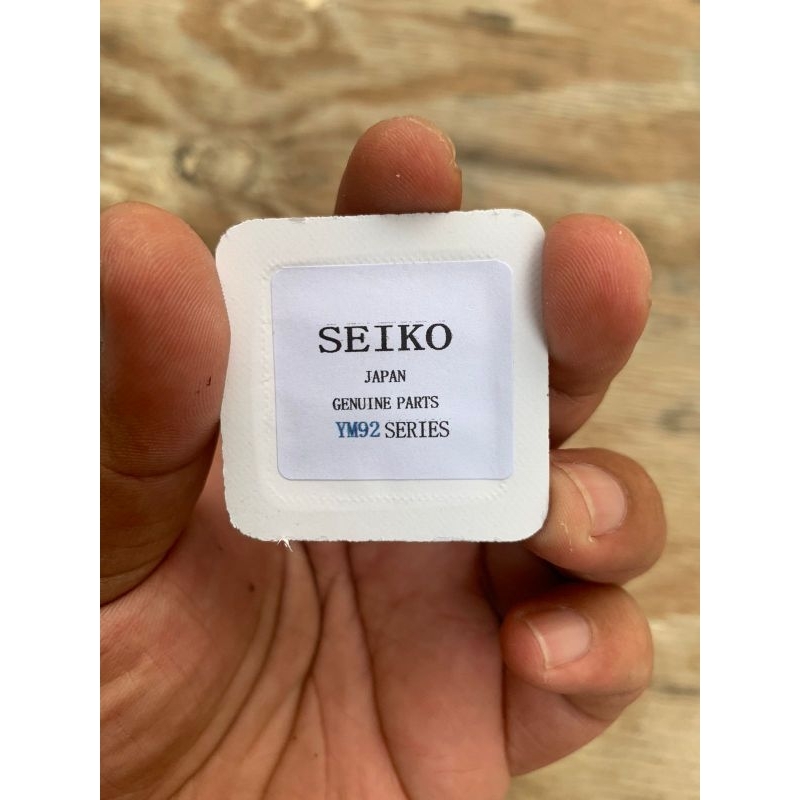 SEIKO
JAPAN
GENUINE PARTS
YM92 SERIES